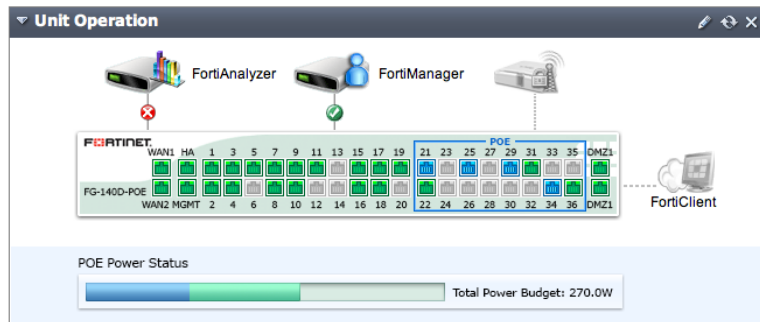 Unit Operation
FortiAnalyzer
FortiManager
FORTINET
POE
WAN1 HA 1 3 5 7 9 11 13 15 17 19 21 23 25 27 29 31 33 35 DMZ1
FG-140D-POE
WAN2 MGMT 2 4 6 8 10 12 14 16 18 20 22 24 26 28 30 32 34 36 DMZ1
FortiClient
POE Power Status
Total Power Budget: 270.0W